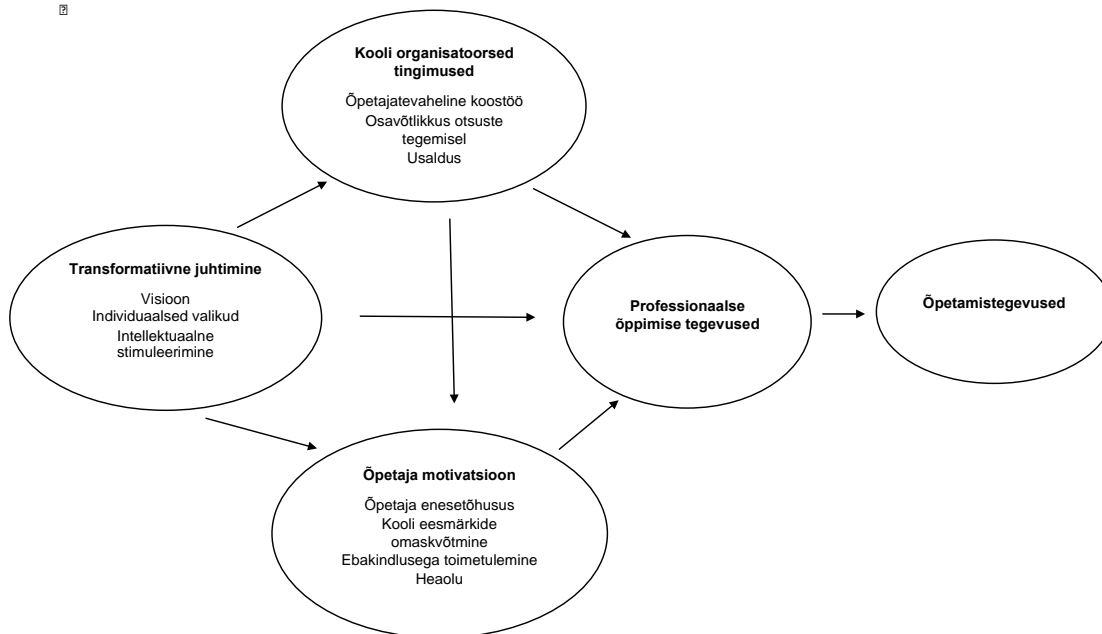 Kooli organisatoorsed
tingimused
Õpetajatevaheline koostöö
Osavõtlikkus otsuste
tegemisel
Usaldus
Transformatiivne juhtimine
Visioon
Individuaalsed valikud
Intellektuaalne
stimuleerimine
Professionaalse
õppimise tegevused
Õpetamistegevused
Õpetaja motivatsioon
Õpetaja enesetõhusus
Kooli eesmärkide
omaskvõtmine
Ebakindlusega toimetulemine
Heaolu